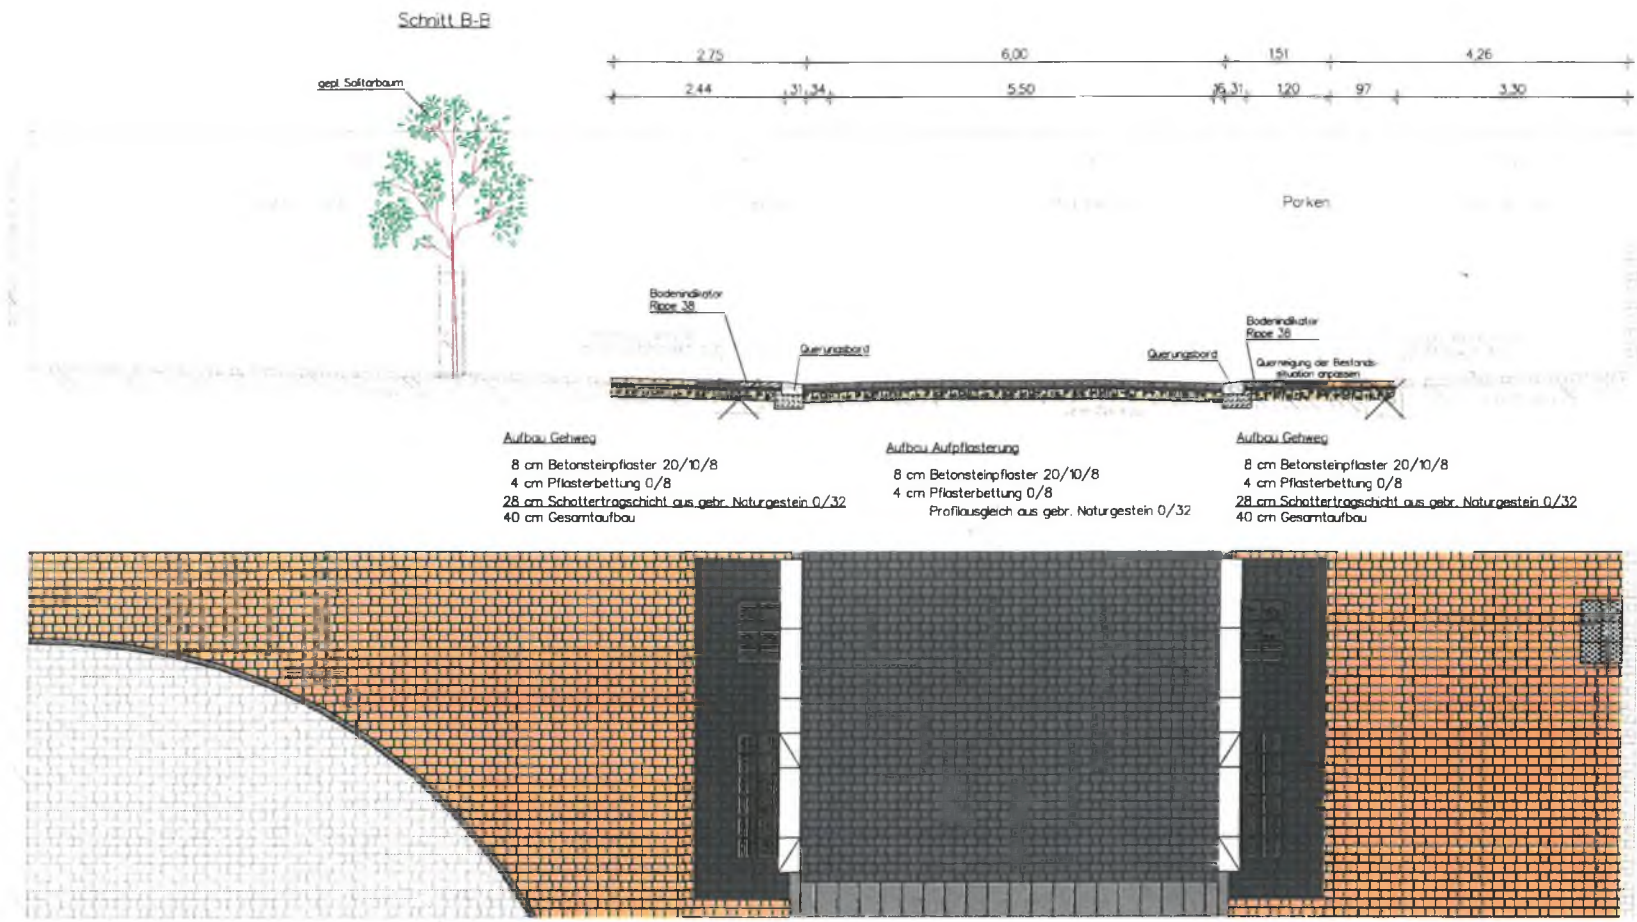 Schnitt B-B
2,75 6,00 1,51 4,26
2,44 ,31 ,34 5,50 ,16 ,31 1,20 97 3,30
gepl. Solitärbaum
Parken
Bodenindikator
Rippe 38
Querungsbord
Querungsbord
Bodenindikator
Rippe 38
Querneigung der Bestands-
situation anpassen
Aufbau Gehweg
8 cm Betonsteinpflaster 20/10/8
4 cm Pflasterbettung 0/8
28 cm Schottertragschicht aus gebr. Naturgestein 0/32
40 cm Gesamtaufbau
Aufbau Aufpflasterung
8 cm Betonsteinpflaster 20/10/8
4 cm Pflasterbettung 0/8
Profilausgleich aus gebr. Naturgestein 0/32
Aufbau Gehweg
8 cm Betonsteinpflaster 20/10/8
4 cm Pflasterbettung 0/8
28 cm Schottertragschicht aus gebr. Naturgestein 0/32
40 cm Gesamtaufbau